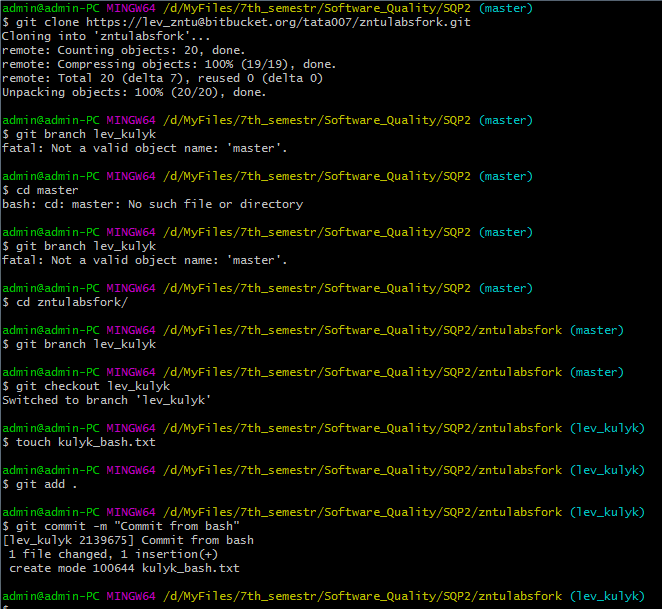 admin@admin-PC MINGW64 /d/MyFiles/7th_semestr/Software_Quality/SQP2 (master)
$ git clone https://lev_zntu@bitbucket.org/tata007/zntulabsfork.git
Cloning into 'zntulabsfork'...
remote: Counting objects: 20, done.
remote: Compressing objects: 100% (19/19), done.
remote: Total 20 (delta 7), reused 0 (delta 0)
Unpacking objects: 100% (20/20), done.
admin@admin-PC MINGW64 /d/MyFiles/7th_semestr/Software_Quality/SQP2 (master)
$ git branch lev_kulyk
fatal: Not a valid object name: 'master'.
admin@admin-PC MINGW64 /d/MyFiles/7th_semestr/Software_Quality/SQP2 (master)
$ cd master
bash: cd: master: No such file or directory
admin@admin-PC MINGW64 /d/MyFiles/7th_semestr/Software_Quality/SQP2 (master)
$ git branch lev_kulyk
fatal: Not a valid object name: 'master'.
admin@admin-PC MINGW64 /d/MyFiles/7th_semestr/Software_Quality/SQP2 (master)
$ cd zntulabsfork/
admin@admin-PC MINGW64 /d/MyFiles/7th_semestr/Software_Quality/SQP2/zntulabsfork (master)
$ git branch lev_kulyk
admin@admin-PC MINGW64 /d/MyFiles/7th_semestr/Software_Quality/SQP2/zntulabsfork (master)
$ git checkout lev_kulyk
Switched to branch 'lev_kulyk'
admin@admin-PC MINGW64 /d/MyFiles/7th_semestr/Software_Quality/SQP2/zntulabsfork (lev_kulyk)
$ touch kulyk_bash.txt
admin@admin-PC MINGW64 /d/MyFiles/7th_semestr/Software_Quality/SQP2/zntulabsfork (lev_kulyk)
$ git add .
admin@admin-PC MINGW64 /d/MyFiles/7th_semestr/Software_Quality/SQP2/zntulabsfork (lev_kulyk)
$ git commit -m "Commit from bash"
[lev_kulyk 2139675] Commit from bash
1 file changed, 1 insertion(+)
create mode 100644 kulyk_bash.txt
admin@admin-PC MINGW64 /d/MyFiles/7th_semestr/Software_Quality/SQP2/zntulabsfork (lev_kulyk)
$